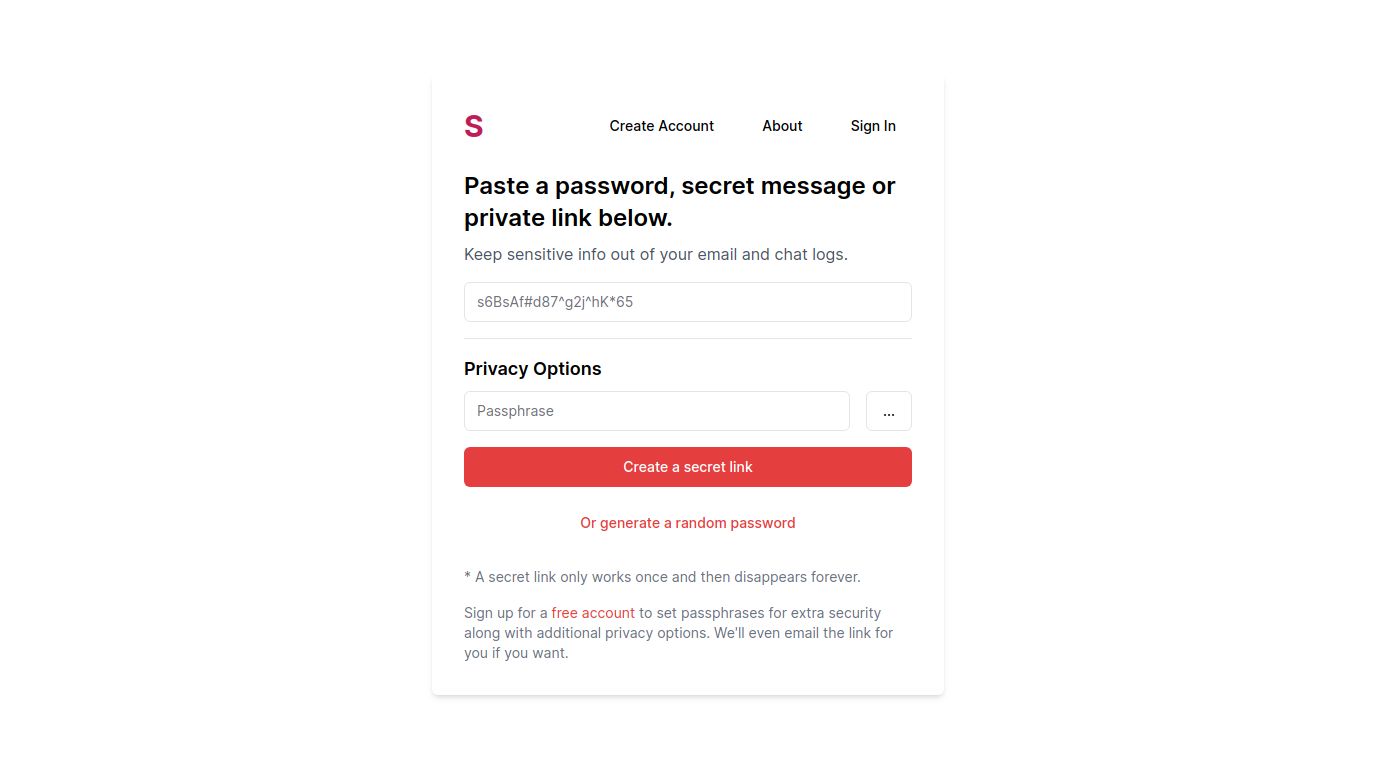 S
Create Account About Sign In
Paste a password, secret message or
private link below.
Keep sensitive info out of your email and chat logs.
s6BsAf#d87^g2j^hK*65
Privacy Options
Passphrase ...
Create a secret link
Or generate a random password
* A secret link only works once and then disappears forever.
Sign up for a free account to set passphrases for extra security
along with additional privacy options. We'll even email the link for
you if you want.